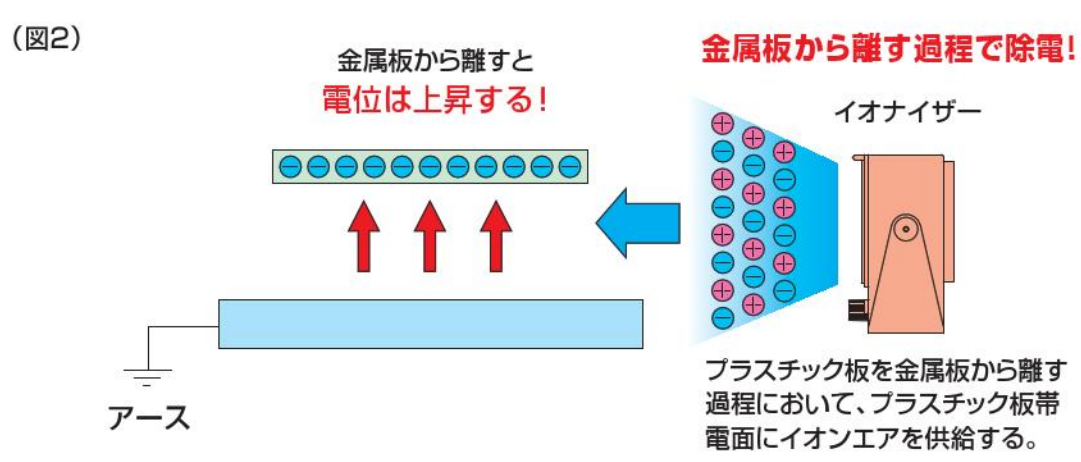 (図2)
金属板から離すと
電位は上昇する!
金属板から離す過程で除電!
イオナイザー
アース
プラスチック板を金属板から離す
過程において、プラスチック板帯
電面にイオンエアを供給する。